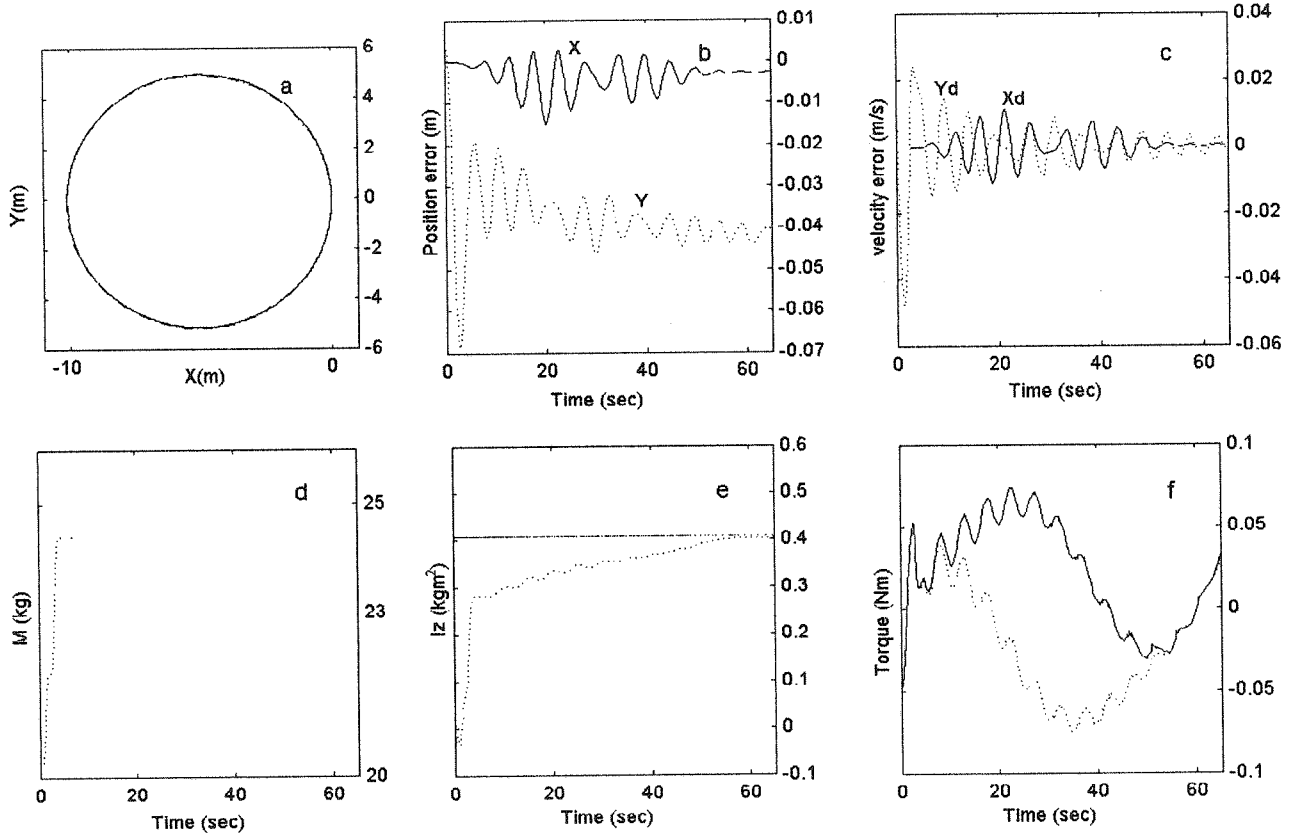 a
6
4
2
0
-2
-4
-6
Y(m)
-10
0
X(m)
b
X
Y
0.01
0
-0.01
-0.02
-0.03
-0.04
-0.05
-0.06
-0.07
Position error (m)
0
20
40
60
Time (sec)
c
Yd
Xd
0.04
0.02
0
-0.02
-0.04
-0.06
velocity error (m/s)
0
20
40
60
Time (sec)
d
25
23
20
M (kg)
0
20
40
60
Time (sec)
e
0.6
0.5
0.4
0.3
0.2
0.1
0
-0.1
Iz (kgm²)
0
20
40
60
Time (sec)
f
0.1
0.05
0
-0.05
-0.1
Torque (Nm)
0
20
40
60
Time (sec)